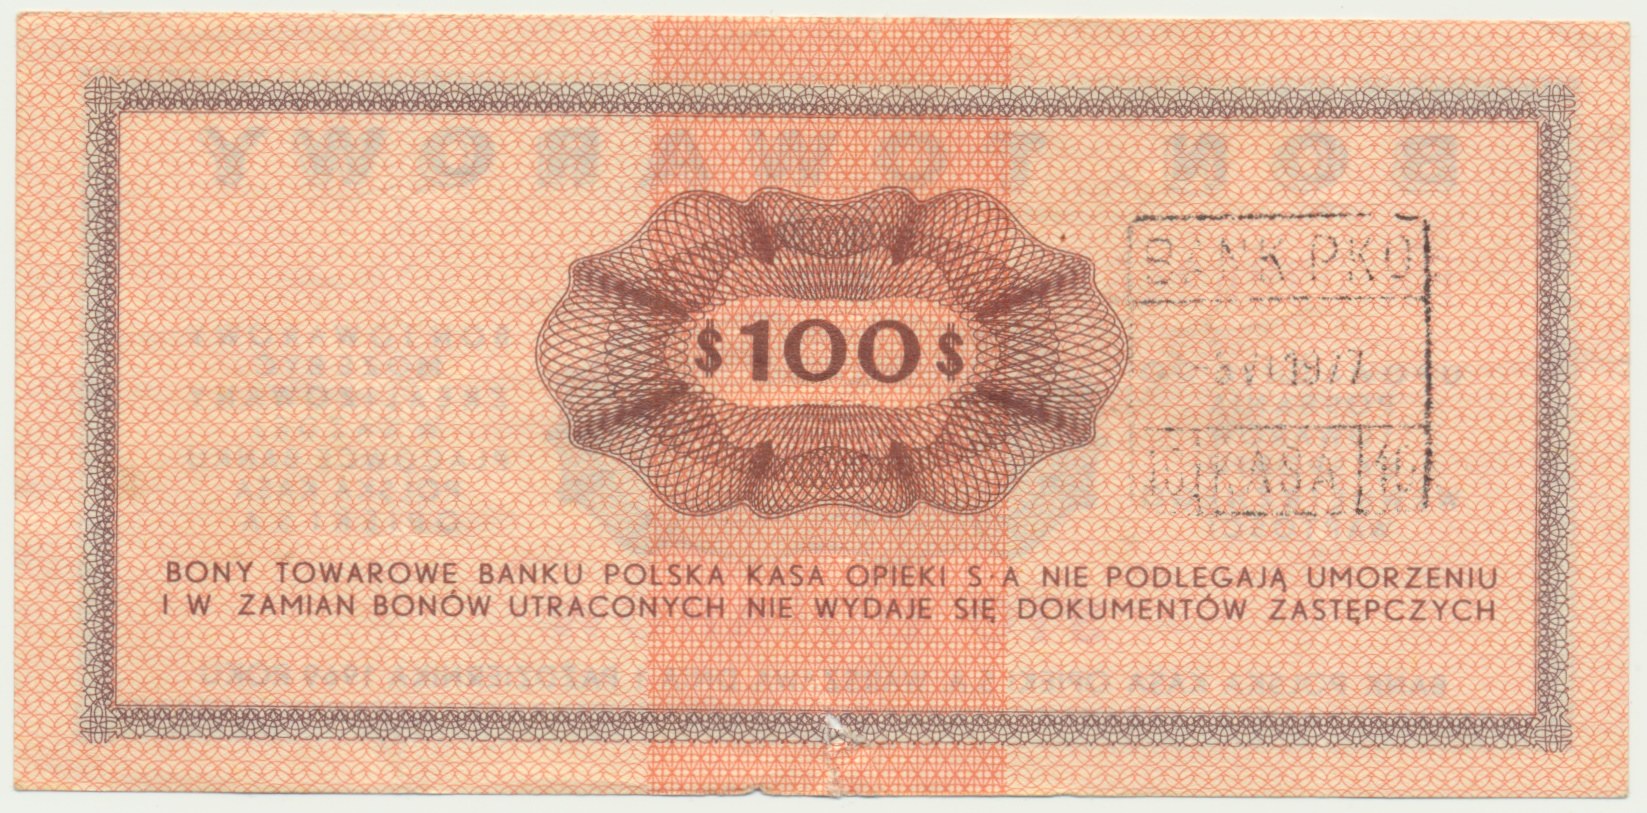 $100$
BANK PKO
1977
KASA
BONY TOWAROWE BANKU POLSKA KASA OPIEKI S·A NIE PODLEGAJĄ UMORZENIU
I W ZAMIAN BONÓW UTRACONYCH NIE WYDAJE SIĘ DOKUMENTÓW ZASTĘPCZYCH